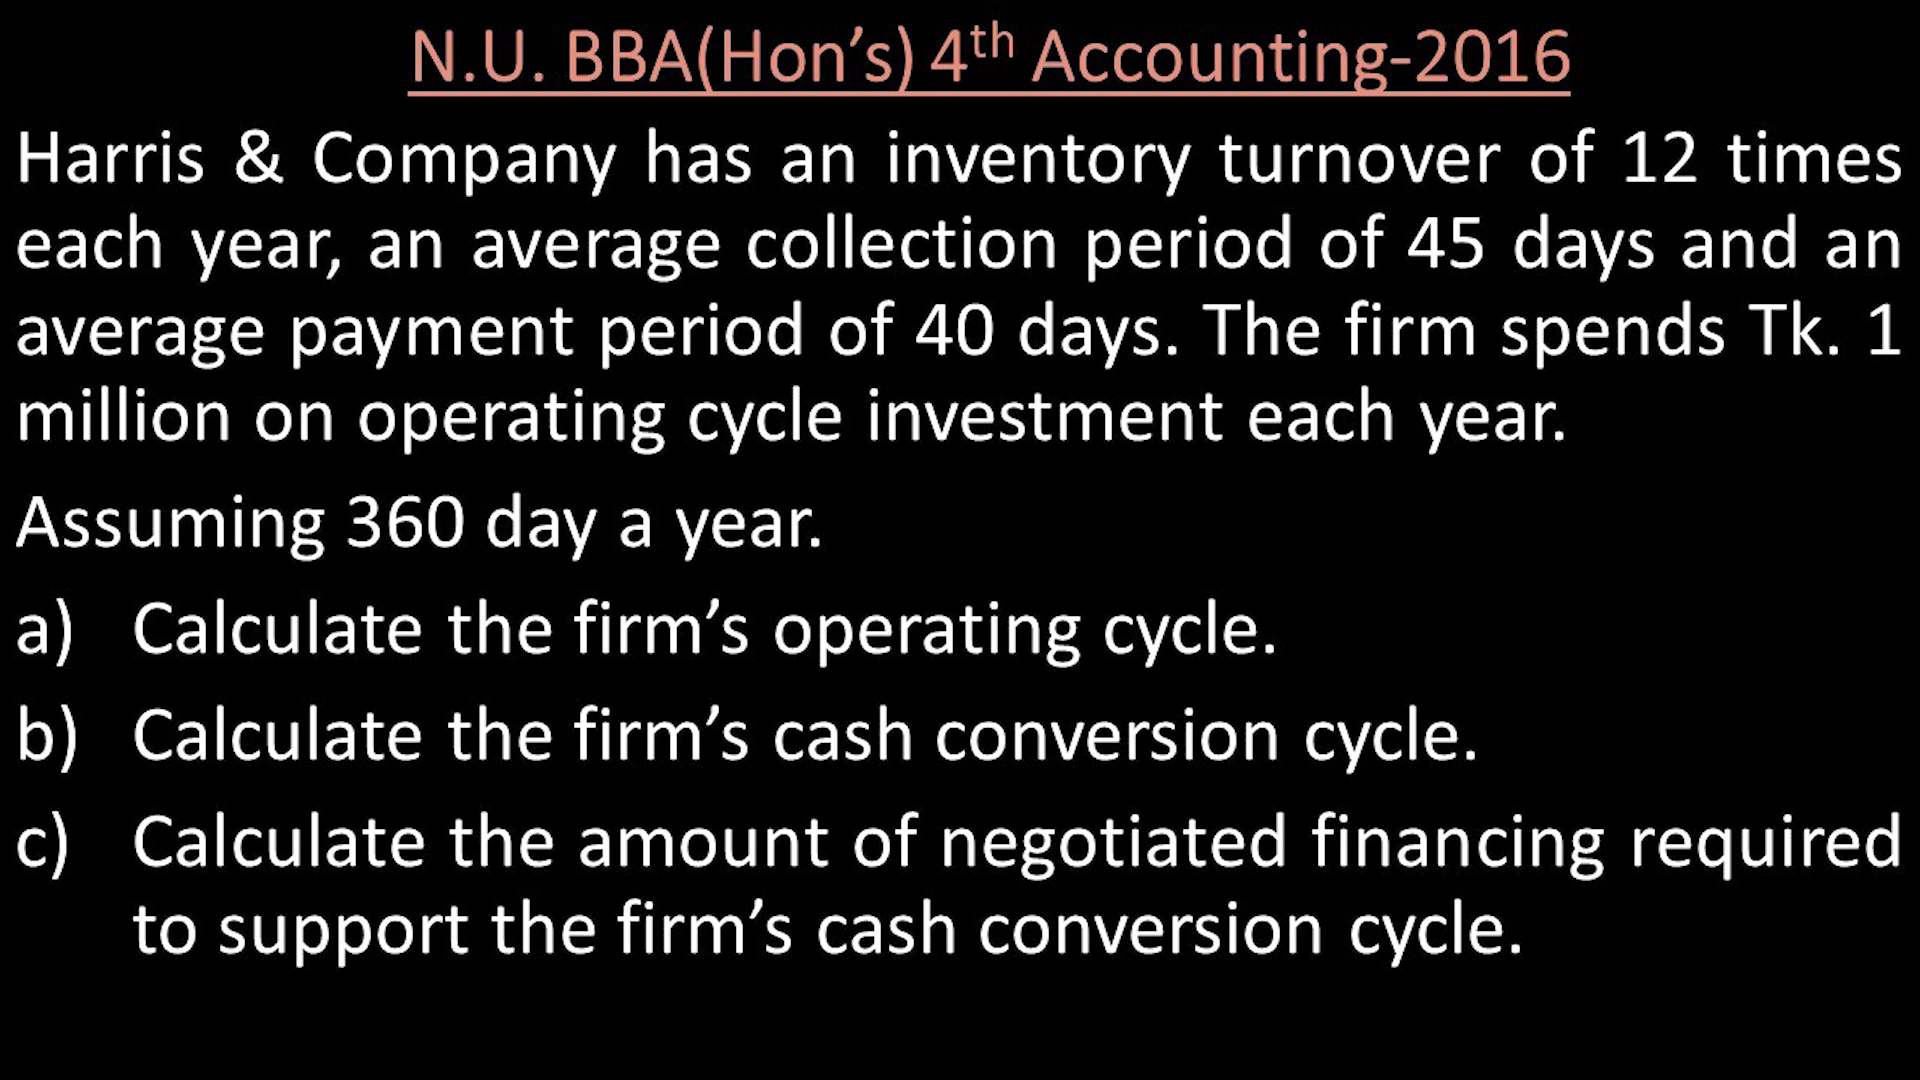 N.U. BBA(Hon’s) 4th Accounting-2016
Harris & Company has an inventory turnover of 12 times
each year, an average collection period of 45 days and an
average payment period of 40 days. The firm spends Tk. 1
million on operating cycle investment each year.
Assuming 360 day a year.
a) Calculate the firm’s operating cycle.
b) Calculate the firm’s cash conversion cycle.
c) Calculate the amount of negotiated financing required
to support the firm’s cash conversion cycle.